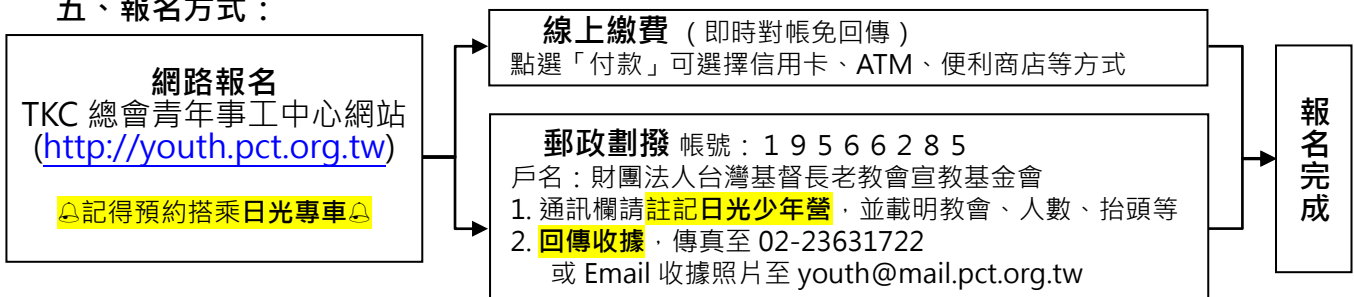 五、報名方式：
網路報名
TKC 總會青年事工中心網站
(http://youth.pct.org.tw)
🔔記得預約搭乘日光專車🔔
線上繳費（即時對帳免回傳）
點選「付款」可選擇信用卡、ATM、便利商店等方式
郵政劃撥 帳號：１９５６６２８５
戶名：財團法人台灣基督長老教會宣教基金會
1. 通訊欄請註記日光少年營，並載明教會、人數、抬頭等
2. 回傳收據，傳真至 02-23631722
或 Email 收據照片至 youth@mail.pct.org.tw
報名完成